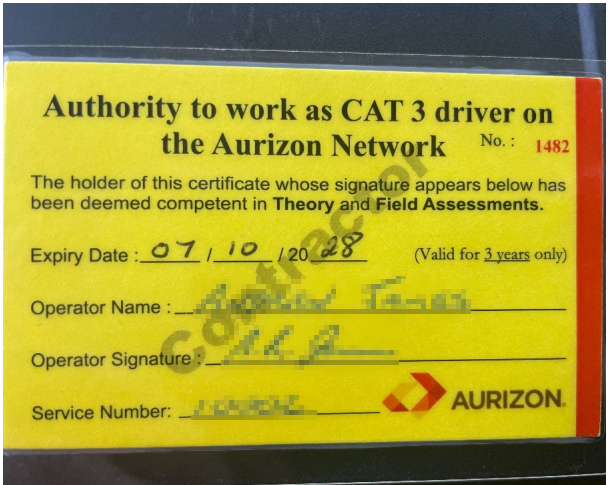 Authority to work as CAT 3 driver on
the Aurizon Network No. : 1482
The holder of this certificate whose signature appears below has
been deemed competent in Theory and Field Assessments.
Expiry Date : 07 / 10 / 20 28 (Valid for 3 years only)
Contractor
Operator Name :
Operator Signature :
Service Number:
AURIZON